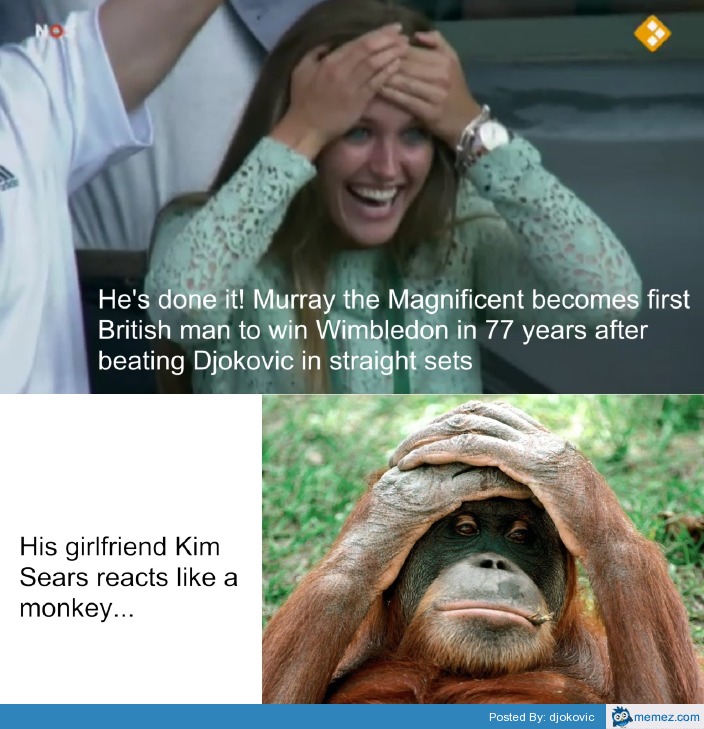 NOS
He's done it! Murray the Magnificent becomes first
British man to win Wimbledon in 77 years after
beating Djokovic in straight sets
His girlfriend Kim
Sears reacts like a
monkey...
Posted By: djokovic
memez.com